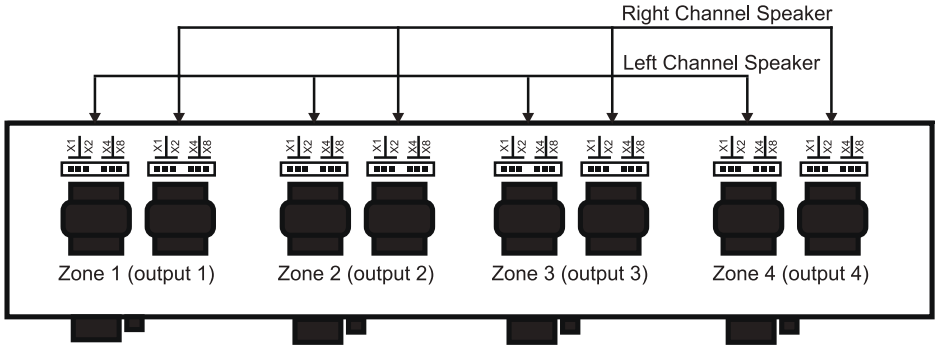 Right Channel Speaker
Left Channel Speaker
X1 X2 X4 X8 X1 X2 X4 X8 X1 X2 X4 X8 X1 X2 X4 X8 X1 X2 X4 X8 X1 X2 X4 X8 X1 X2 X4 X8 X1 X2 X4 X8
Zone 1 (output 1) Zone 2 (output 2) Zone 3 (output 3) Zone 4 (output 4)